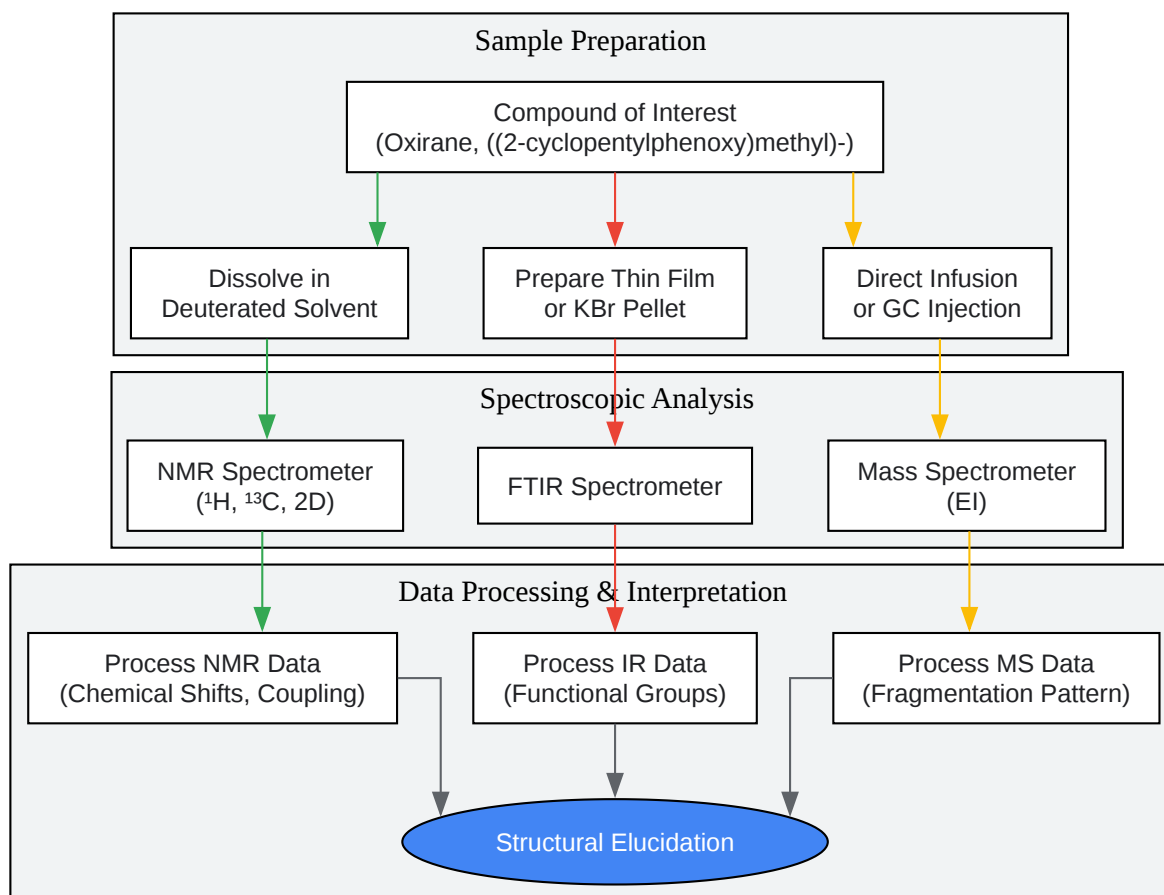 Sample Preparation
Compound of Interest
(Oxirane, ((2-cyclopentylphenoxy)methyl)-)
Dissolve in
Deuterated Solvent
Prepare Thin Film
or KBr Pellet
Direct Infusion
or GC Injection
Spectroscopic Analysis
NMR Spectrometer
(¹H, ¹³C, 2D)
FTIR Spectrometer
Mass Spectrometer
(EI)
Data Processing & Interpretation
Process NMR Data
(Chemical Shifts, Coupling)
Process IR Data
(Functional Groups)
Process MS Data
(Fragmentation Pattern)
Structural Elucidation